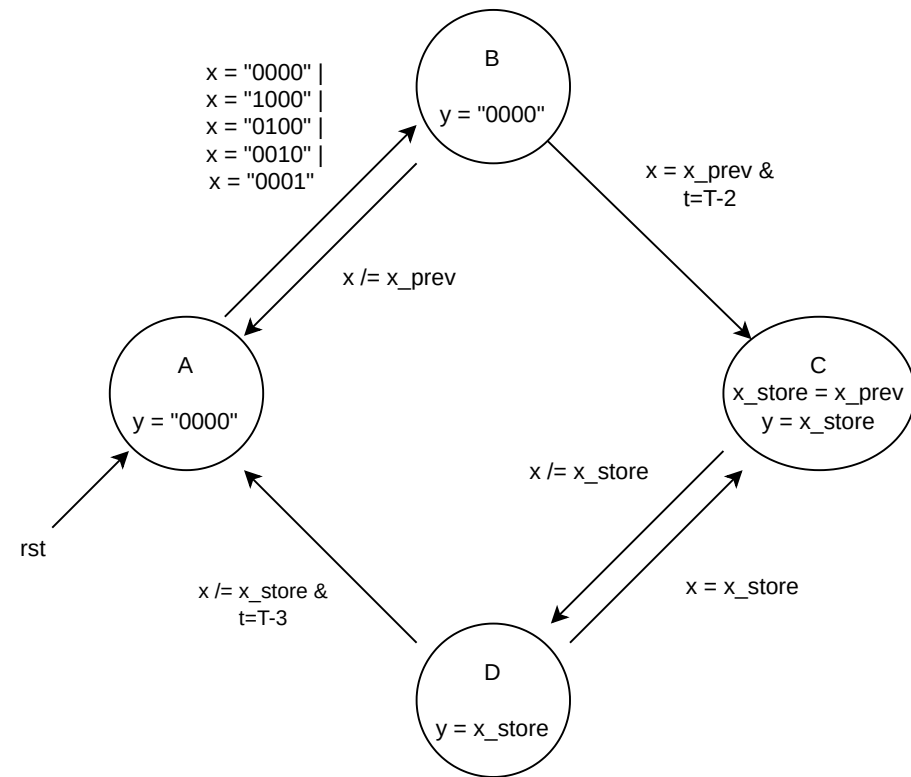 B
y = "0000"
x = "0000" |
x = "1000" |
x = "0100" |
x = "0010" |
x = "0001"
x = x_prev &
t=T-2
x /= x_prev
A
y = "0000"
C
x_store = x_prev
y = x_store
x /= x_store
rst
x /= x_store &
t=T-3
x = x_store
D
y = x_store